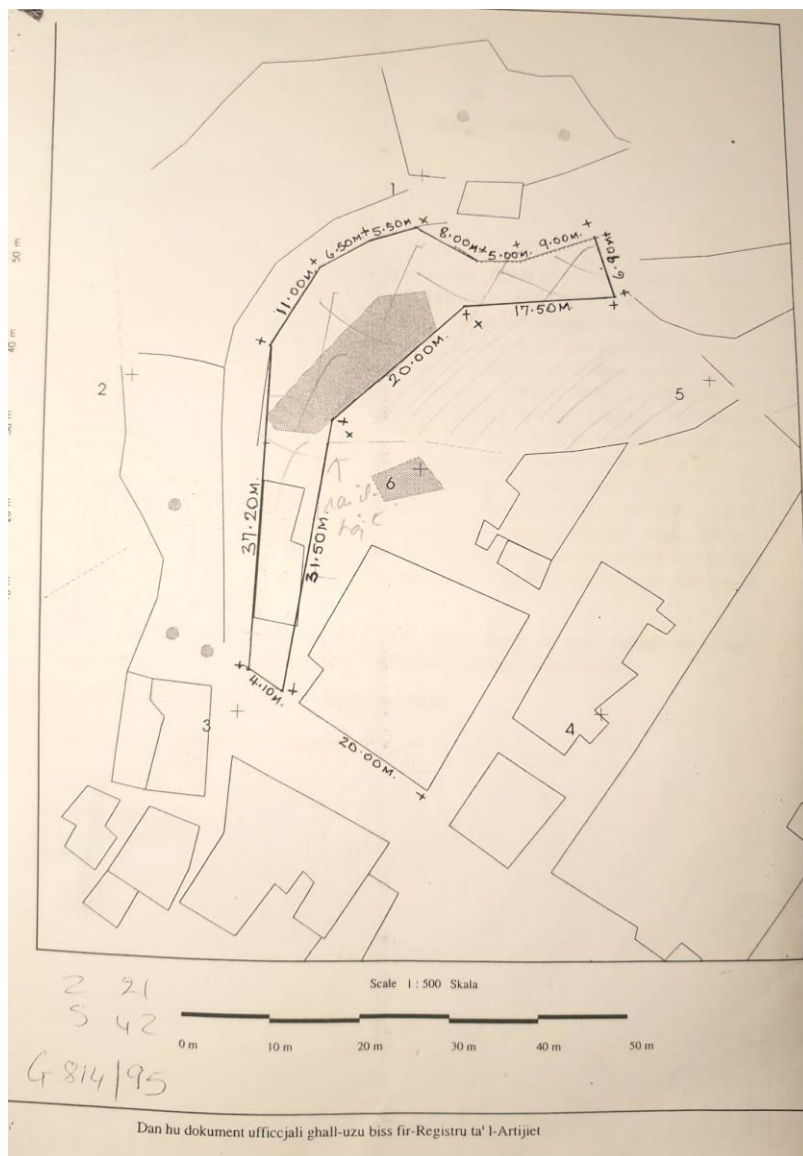 1
6.50M
5.50M
8.00M
5.00M.
9.00M.
6.80M
11.00M
17.50M.
50 m
40 m
20.00M.
2
5
6
37.20M.
31.50M.
4.10M.
3
4
20.00M.
Scale 1 : 500 Skala
0 m 10 m 20 m 30 m 40 m 50 m
2 21
S 42
G 814/95
Dan hu dokument ufficcjali ghall-uzu biss fir-Registru ta' l-Artijiet